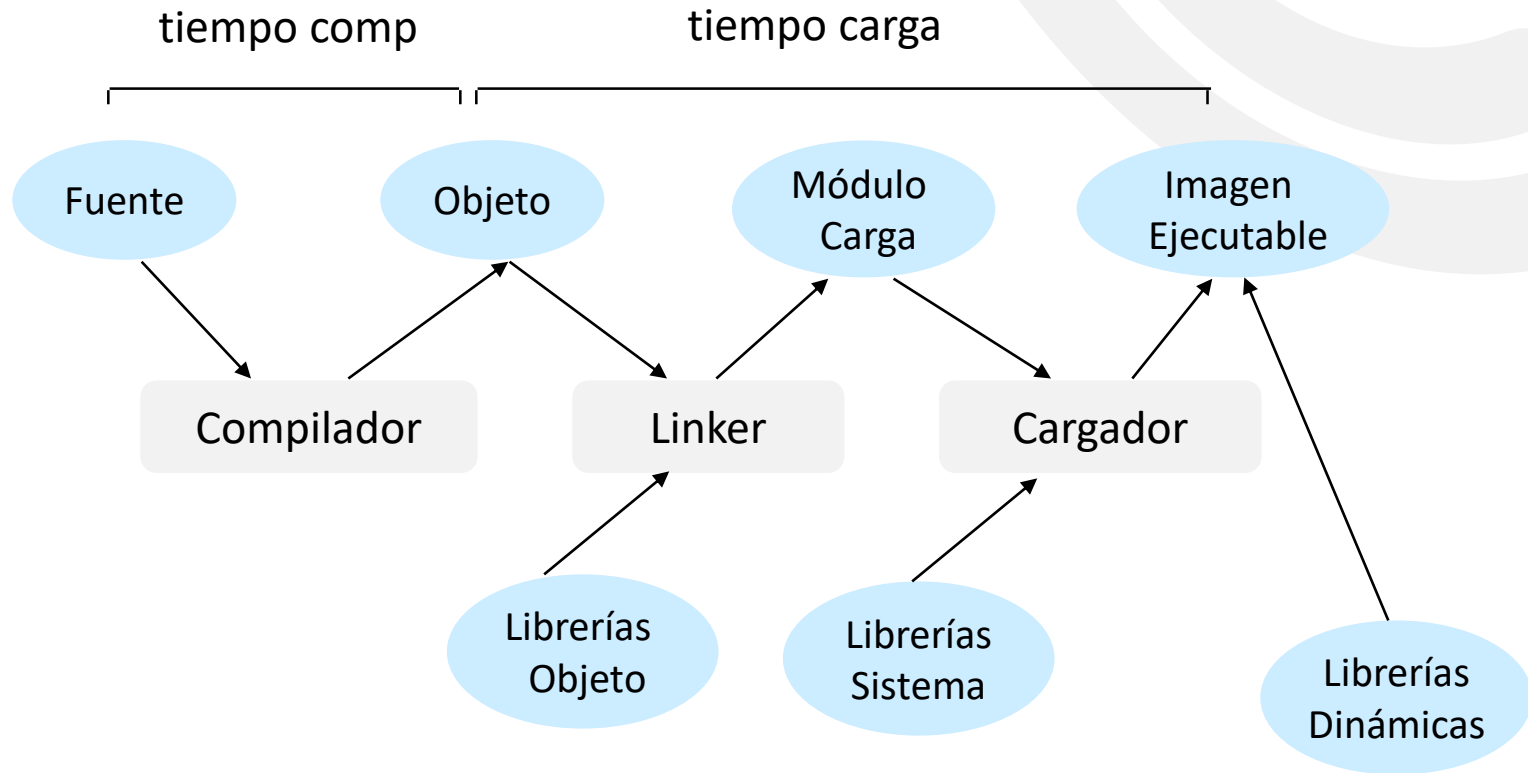 tiempo comp
tiempo carga
Fuente
Objeto
Módulo
Carga
Imagen
Ejecutable
Compilador
Linker
Cargador
Librerías
Objeto
Librerías
Sistema
Librerías
Dinámicas